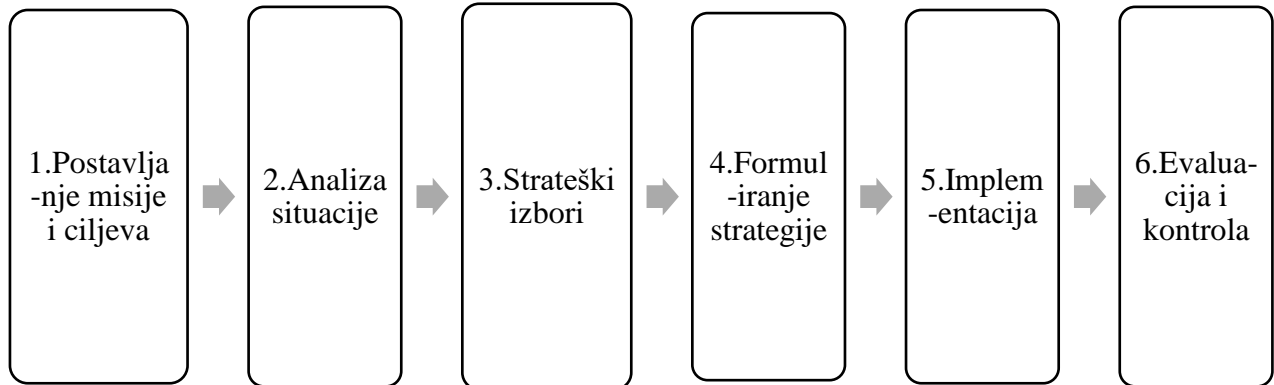 1.Postavlja
-nje misije
i ciljeva
2.Analiza
situacije
3.Strateški
izbori
4.Formul
-iranje
strategije
5.Implem
-entacija
6.Evalua-
cija i
kontrola